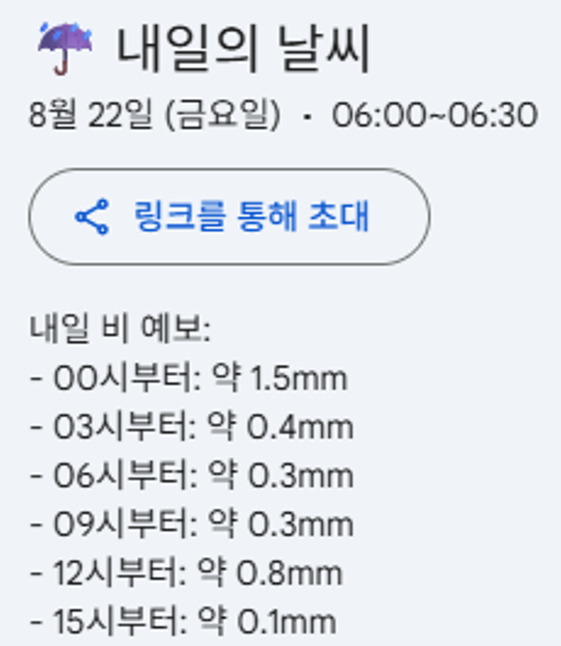 ☂️ 내일의 날씨
8월 22일 (금요일) • 06:00~06:30
링크를 통해 초대
내일 비 예보:
- 00시부터: 약 1.5mm
- 03시부터: 약 0.4mm
- 06시부터: 약 0.3mm
- 09시부터: 약 0.3mm
- 12시부터: 약 0.8mm
- 15시부터: 약 0.1mm